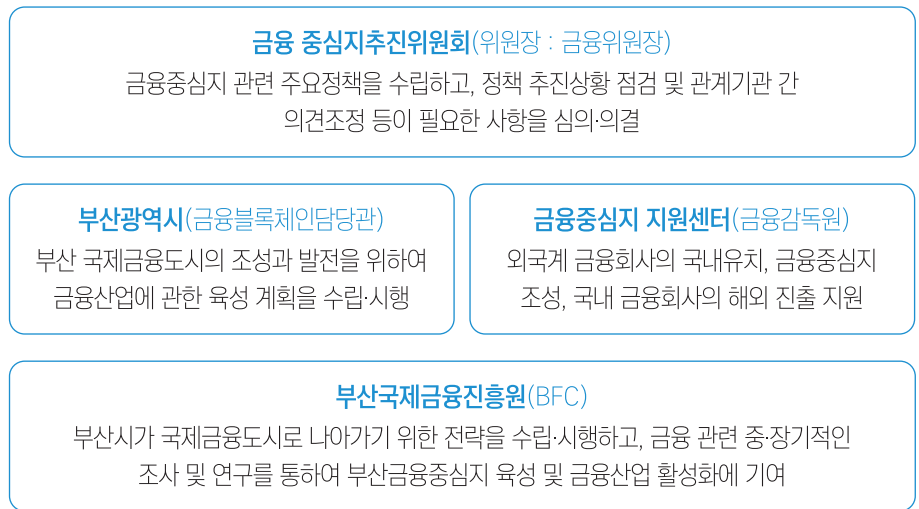 금융 중심지추진위원회(위원장 : 금융위원장)
금융중심지 관련 주요정책을 수립하고, 정책 추진상황 점검 및 관계기관 간
의견조정 등이 필요한 사항을 심의·의결
부산광역시(금융블록체인담당관)
부산 국제금융도시의 조성과 발전을 위하여
금융산업에 관한 육성 계획을 수립·시행
금융중심지 지원센터(금융감독원)
외국계 금융회사의 국내유치, 금융중심지
조성, 국내 금융회사의 해외 진출 지원
부산국제금융진흥원(BFC)
부산시가 국제금융도시로 나아가기 위한 전략을 수립·시행하고, 금융 관련 중·장기적인
조사 및 연구를 통하여 부산금융중심지 육성 및 금융산업 활성화에 기여